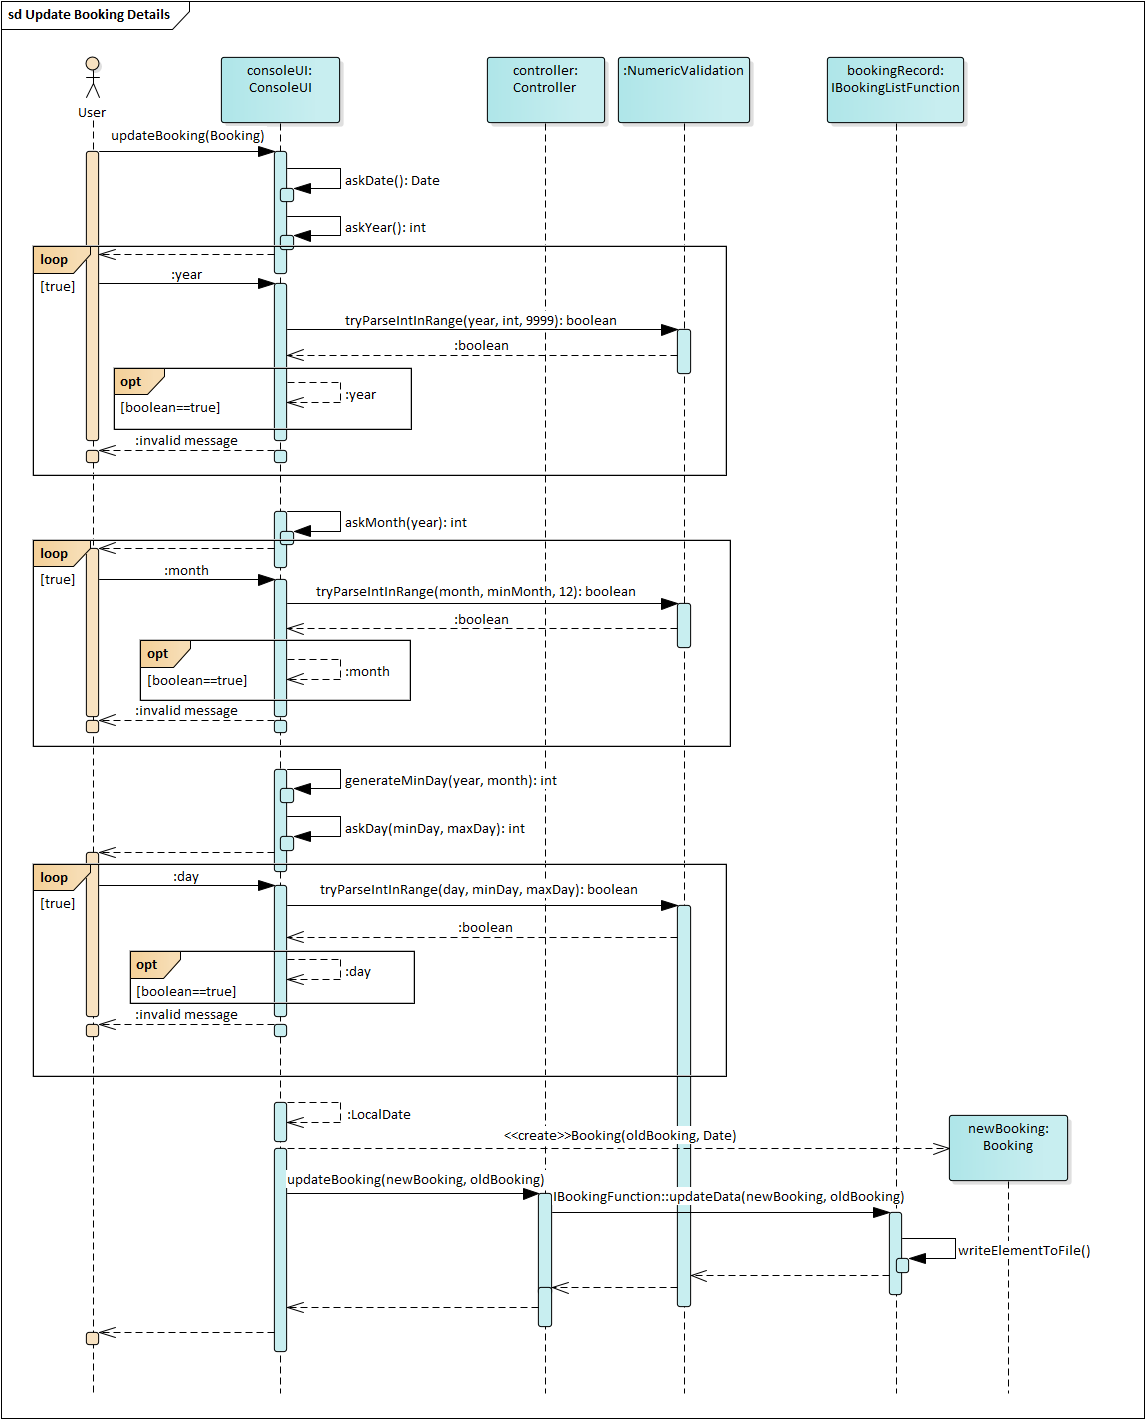 sd Update Booking Details
User
consoleUI:
ConsoleUI
controller:
Controller
:NumericValidation
bookingRecord:
IBookingListFunction
updateBooking(Booking)
askDate(): Date
askYear(): int
loop
[true]
:year
tryParseIntInRange(year, int, 9999): boolean
:boolean
opt
[boolean==true]
:year
:invalid message
askMonth(year): int
loop
[true]
:month
tryParseIntInRange(month, minMonth, 12): boolean
:boolean
opt
[boolean==true]
:month
:invalid message
generateMinDay(year, month): int
askDay(minDay, maxDay): int
loop
[true]
:day
tryParseIntInRange(day, minDay, maxDay): boolean
:boolean
opt
[boolean==true]
:day
:invalid message
:LocalDate
<<create>>Booking(oldBooking, Date)
newBooking:
Booking
updateBooking(newBooking, oldBooking)
IBookingFunction::updateData(newBooking, oldBooking)
writeElementToFile()